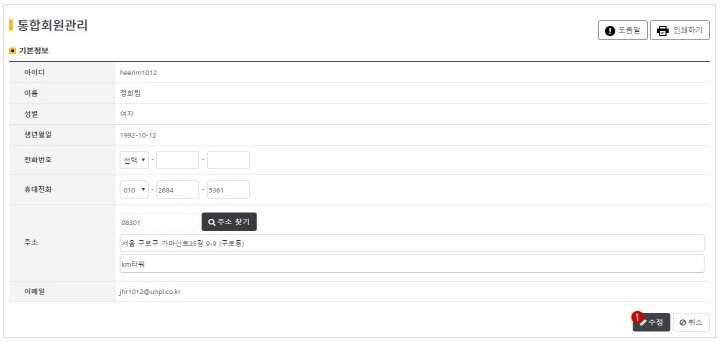 통합회원관리
도움말 인쇄하기
기본정보
아이디 heerim1012
이름 정희림
성별 여자
생년월일 1992-10-12
전화번호 선택 - -
휴대전화 010 - 2684 - 5361
08301 주소 찾기
주소 서울 구로구 가마산로25길 9-9 (구로동)
km타워
이메일 jhr1012@unpl.co.kr
1 수정 취소